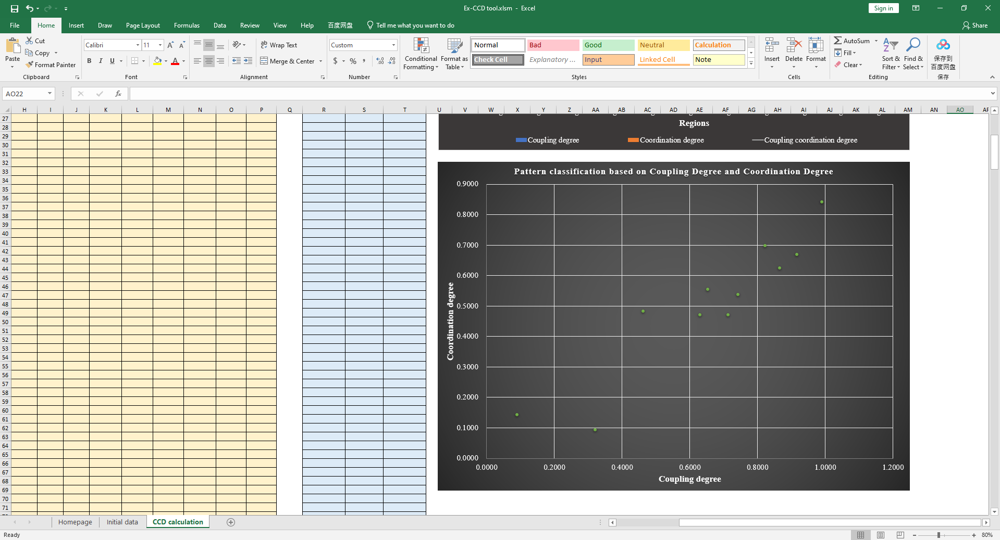 Ex-CCD tool.xlsm - Excel
Sign in
File Home Insert Draw Page Layout Formulas Data Review View Help 百度网盘 Tell me what you want to do
Share
Paste
Cut
Copy
Format Painter
Clipboard
Calibri 11
B I U
Font
Wrap Text
Merge & Center
Alignment
Custom
$ % ,
Number
Conditional Formatting
Format as Table
Normal Bad Good Neutral Calculation
Check Cell Explanatory ... Input Linked Cell Note
Styles
Insert Delete Format
Cells
AutoSum
Fill
Clear
Sort & Filter
Find & Select
Editing
保存到
百度网盘
保存
AO22
fx
H I J K L M N O P Q R S T U V W X Y Z AA AB AC AD AE AF AG AH AI AJ AK AL AM AN AO
27
28
29
30
31
32
33
34
35
36
37
38
39
40
41
42
43
44
45
46
47
48
49
50
51
52
53
54
55
56
57
58
59
60
61
62
63
64
65
66
67
68
69
70
71
Regions
Coupling degree Coordination degree Coupling coordination degree
Pattern classification based on Coupling Degree and Coordination Degree
0.9000
0.8000
0.7000
0.6000
0.5000
0.4000
0.3000
0.2000
0.1000
0.0000
Coordination degree
0.0000 0.2000 0.4000 0.6000 0.8000 1.0000 1.2000
Coupling degree
Homepage Initial data CCD calculation
Ready
80%